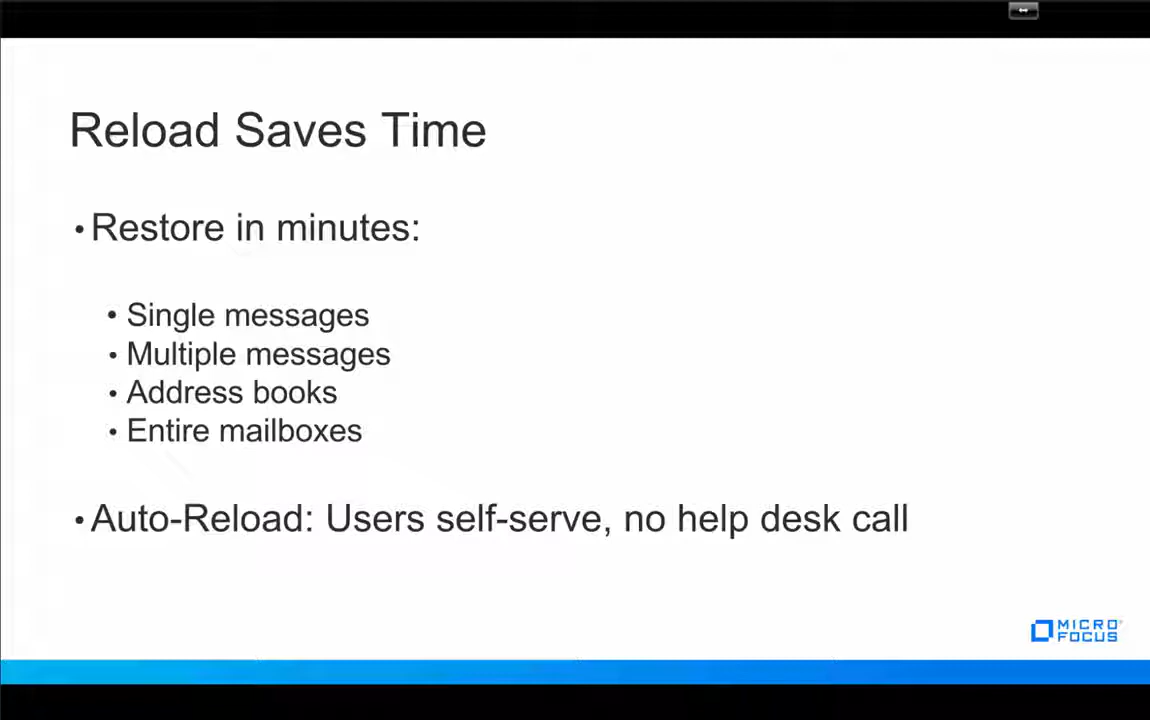 Reload Saves Time
• Restore in minutes:
• Single messages
• Multiple messages
• Address books
• Entire mailboxes
• Auto-Reload: Users self-serve, no help desk call
MICRO
FOCUS